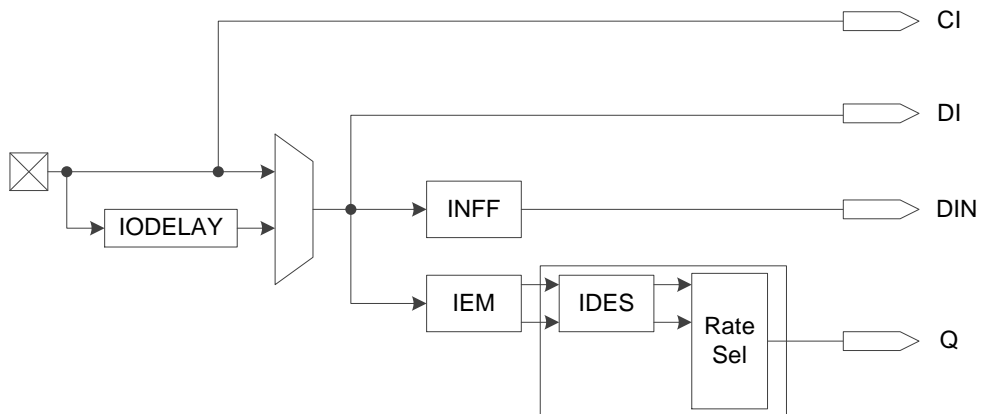 CI
DI
IODELAY
INFF
DIN
IEM
IDES
Rate
Sel
Q